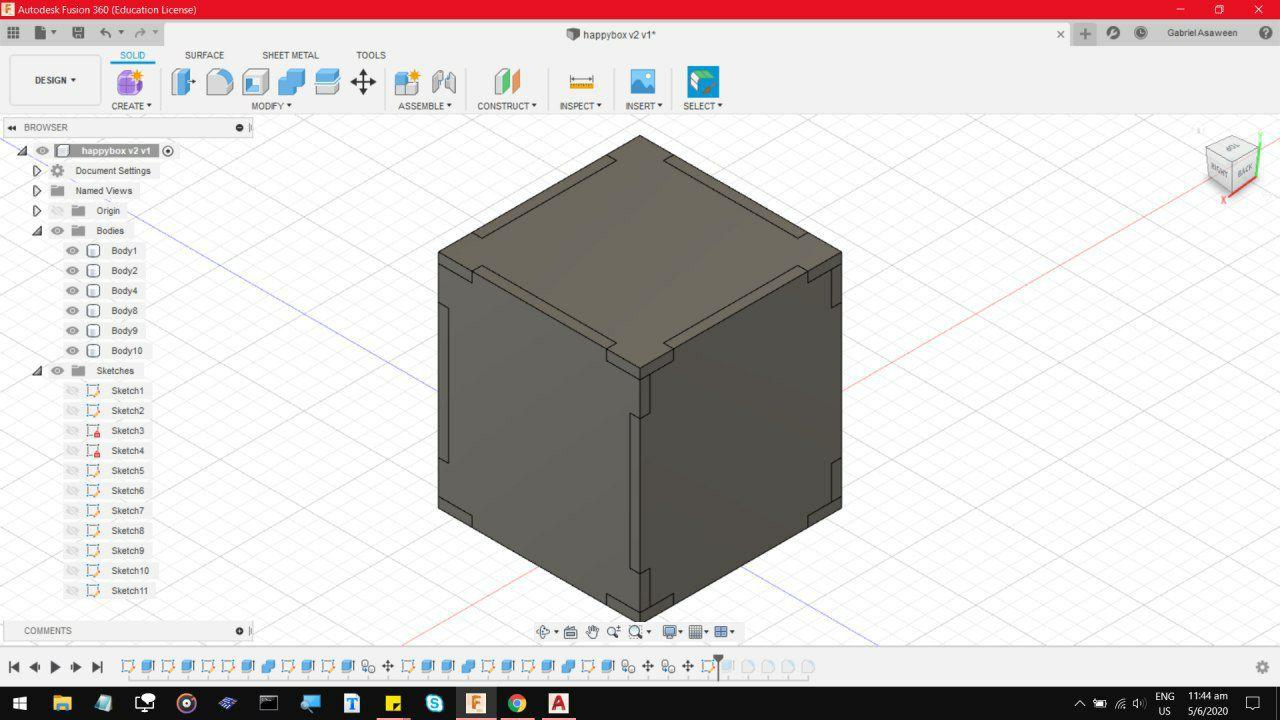 Autodesk Fusion 360 (Education License)
happybox v2 v1*
Gabriel Asaween
DESIGN
SOLID
SURFACE
SHEET METAL
TOOLS
CREATE
MODIFY
ASSEMBLE
CONSTRUCT
INSPECT
INSERT
SELECT
BROWSER
happybox v2 v1
Document Settings
Named Views
Origin
Bodies
Body1
Body2
Body4
Body8
Body9
Body10
Sketches
Sketch1
Sketch2
Sketch3
Sketch4
Sketch5
Sketch6
Sketch7
Sketch8
Sketch9
Sketch10
Sketch11
TOP
RIGHT
BACK
Y
X
COMMENTS
ENG
US
11:44 am
5/6/2020